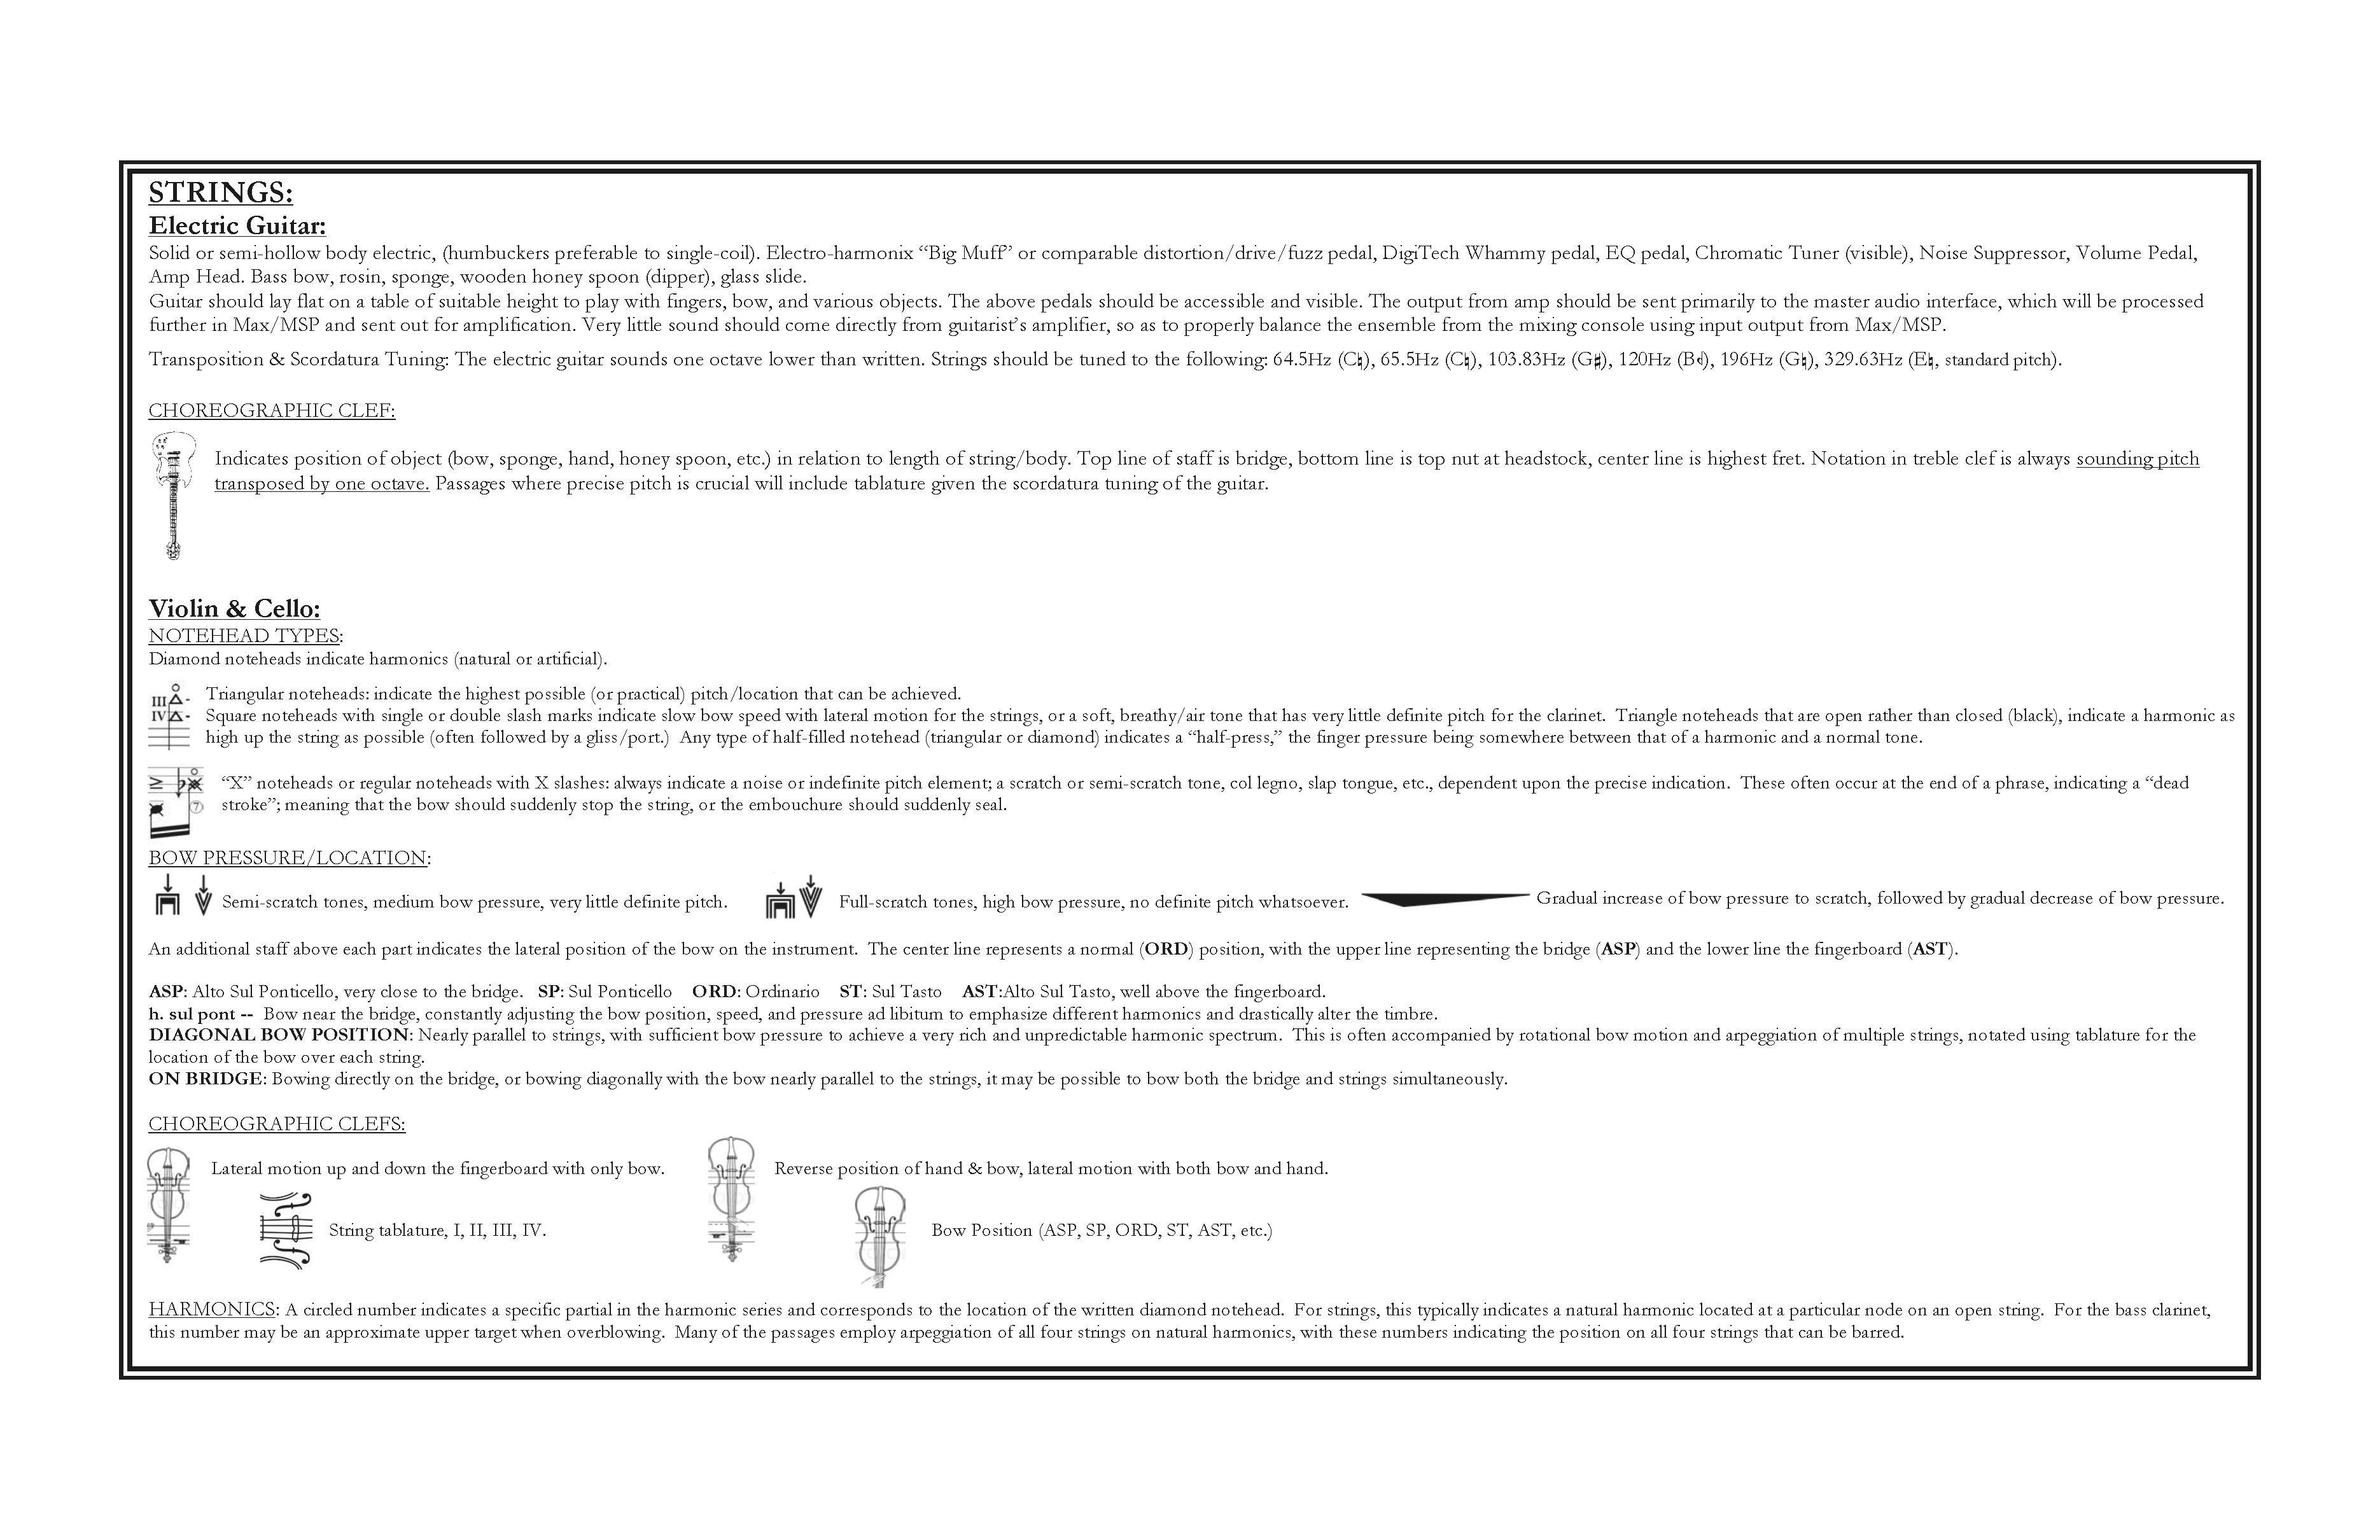 STRINGS:
Electric Guitar:
Solid or semi-hollow body electric, (humbuckers preferable to single-coil). Electro-harmonix “Big Muff” or comparable distortion/drive/fuzz pedal, DigiTech Whammy pedal, EQ pedal, Chromatic Tuner (visible), Noise Suppressor, Volume Pedal,
Amp Head. Bass bow, rosin, sponge, wooden honey spoon (dipper), glass slide.
Guitar should lay flat on a table of suitable height to play with fingers, bow, and various objects. The above pedals should be accessible and visible. The output from amp should be sent primarily to the master audio interface, which will be processed
further in Max/MSP and sent out for amplification. Very little sound should come directly from guitarist’s amplifier, so as to properly balance the ensemble from the mixing console using input output from Max/MSP.
Transposition & Scordatura Tuning: The electric guitar sounds one octave lower than written. Strings should be tuned to the following: 64.5Hz (C♮), 65.5Hz (C♮), 103.83Hz (G♯), 120Hz (B𝄳), 196Hz (G♮), 329.63Hz (E♮, standard pitch).
CHOREOGRAPHIC CLEF:
Indicates position of object (bow, sponge, hand, honey spoon, etc.) in relation to length of string/body. Top line of staff is bridge, bottom line is top nut at headstock, center line is highest fret. Notation in treble clef is always sounding pitch
transposed by one octave. Passages where precise pitch is crucial will include tablature given the scordatura tuning of the guitar.
Violin & Cello:
NOTEHEAD TYPES:
Diamond noteheads indicate harmonics (natural or artificial).
III
IV
Triangular noteheads: indicate the highest possible (or practical) pitch/location that can be achieved.
Square noteheads with single or double slash marks indicate slow bow speed with lateral motion for the strings, or a soft, breathy/air tone that has very little definite pitch for the clarinet. Triangle noteheads that are open rather than closed (black), indicate a harmonic as
high up the string as possible (often followed by a gliss/port.) Any type of half-filled notehead (triangular or diamond) indicates a “half-press,” the finger pressure being somewhere between that of a harmonic and a normal tone.
7
“X” noteheads or regular noteheads with X slashes: always indicate a noise or indefinite pitch element; a scratch or semi-scratch tone, col legno, slap tongue, etc., dependent upon the precise indication. These often occur at the end of a phrase, indicating a “dead
stroke”; meaning that the bow should suddenly stop the string, or the embouchure should suddenly seal.
BOW PRESSURE/LOCATION:
Semi-scratch tones, medium bow pressure, very little definite pitch. Full-scratch tones, high bow pressure, no definite pitch whatsoever. Gradual increase of bow pressure to scratch, followed by gradual decrease of bow pressure.
An additional staff above each part indicates the lateral position of the bow on the instrument. The center line represents a normal (ORD) position, with the upper line representing the bridge (ASP) and the lower line the fingerboard (AST).
ASP: Alto Sul Ponticello, very close to the bridge. SP: Sul Ponticello ORD: Ordinario ST: Sul Tasto AST:Alto Sul Tasto, well above the fingerboard.
h. sul pont -- Bow near the bridge, constantly adjusting the bow position, speed, and pressure ad libitum to emphasize different harmonics and drastically alter the timbre.
DIAGONAL BOW POSITION: Nearly parallel to strings, with sufficient bow pressure to achieve a very rich and unpredictable harmonic spectrum. This is often accompanied by rotational bow motion and arpeggiation of multiple strings, notated using tablature for the
location of the bow over each string.
ON BRIDGE: Bowing directly on the bridge, or bowing diagonally with the bow neady parallel to the strings, it may be possible to bow both the bridge and strings simultaneously.
CHOREOGRAPHIC CLEFS:
Lateral motion up and down the fingerboard with only bow. Reverse position of hand & bow, lateral motion with both bow and hand.
String tablature, I, II, III, IV. Bow Position (ASP, SP, ORD, ST, AST, etc.)
HARMONICS: A circled number indicates a specific partial in the harmonic series and corresponds to the location of the written diamond notehead. For strings, this typically indicates a natural harmonic located at a particular node on an open string. For the bass clarinet,
this number may be an approximate upper target when overblowing. Many of the passages employ arpeggiation of all four strings on natural harmonics, with these numbers indicating the position on all four strings that can be barred.